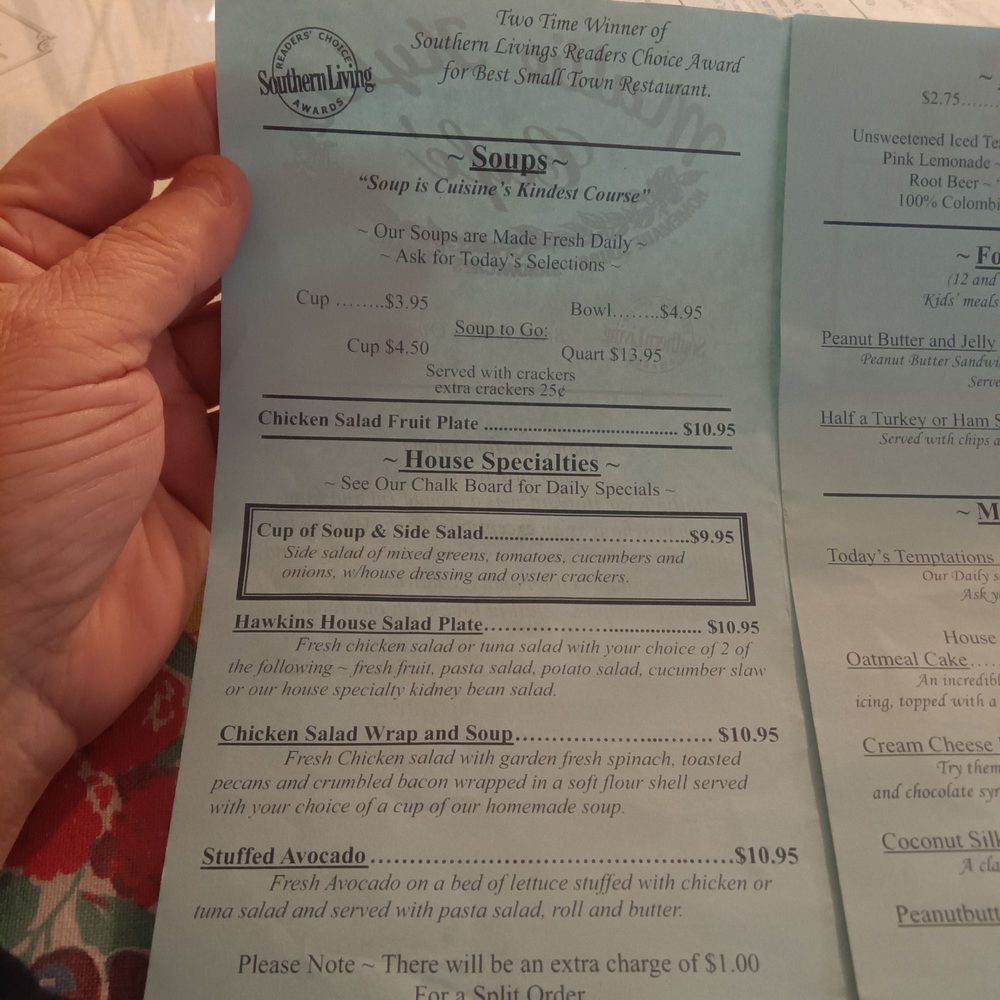 READERS' CHOICE
Southern Living
AWARDS
Two Time Winner of
Southern Livings Readers Choice Award
for Best Small Town Restaurant.
~ Soups ~
"Soup is Cuisine's Kindest Course"
~ Our Soups are Made Fresh Daily ~
~ Ask for Today's Selections ~
Cup ........$3.95 Bowl........$4.95
Soup to Go:
Cup $4.50 Quart $13.95
Served with crackers
extra crackers 25¢
Chicken Salad Fruit Plate ............................................... $10.95
~ House Specialties ~
~ See Our Chalk Board for Daily Specials ~
Cup of Soup & Side Salad.......................................$9.95
Side salad of mixed greens, tomatoes, cucumbers and
onions, w/house dressing and oyster crackers.
Hawkins House Salad Plate....................................... $10.95
Fresh chicken salad or tuna salad with your choice of 2 of
the following ~ fresh fruit, pasta salad, potato salad, cucumber slaw
or our house specialty kidney bean salad.
Chicken Salad Wrap and Soup................................. $10.95
Fresh Chicken salad with garden fresh spinach, toasted
pecans and crumbled bacon wrapped in a soft flour shell served
with your choice of a cup of our homemade soup.
Stuffed Avocado......................................................$10.95
Fresh Avocado on a bed of lettuce stuffed with chicken or
tuna salad and served with pasta salad, roll and butter.
Please Note ~ There will be an extra charge of $1.00
For a Split Order
~
$2.75.......
Unsweetened Iced
Pink Lemonade ~
Root Beer ~
100%
~
(12 and
Kids' meals
Peanut Butter and Jelly
Peanut Butter
Half a Turkey or Ham
Served with chips
~
Today's Temptations
Our Daily
Ask
House
Oatmeal Cake.....
An
icing, topped with a
Cream Cheese
Try them
and chocolate
Coconut
A